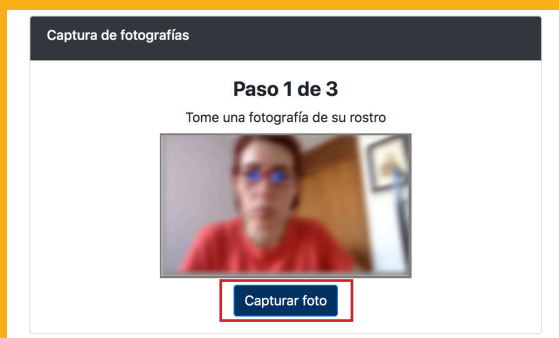 Captura de fotografías
Paso 1 de 3
Tome una fotografía de su rostro
Capturar foto